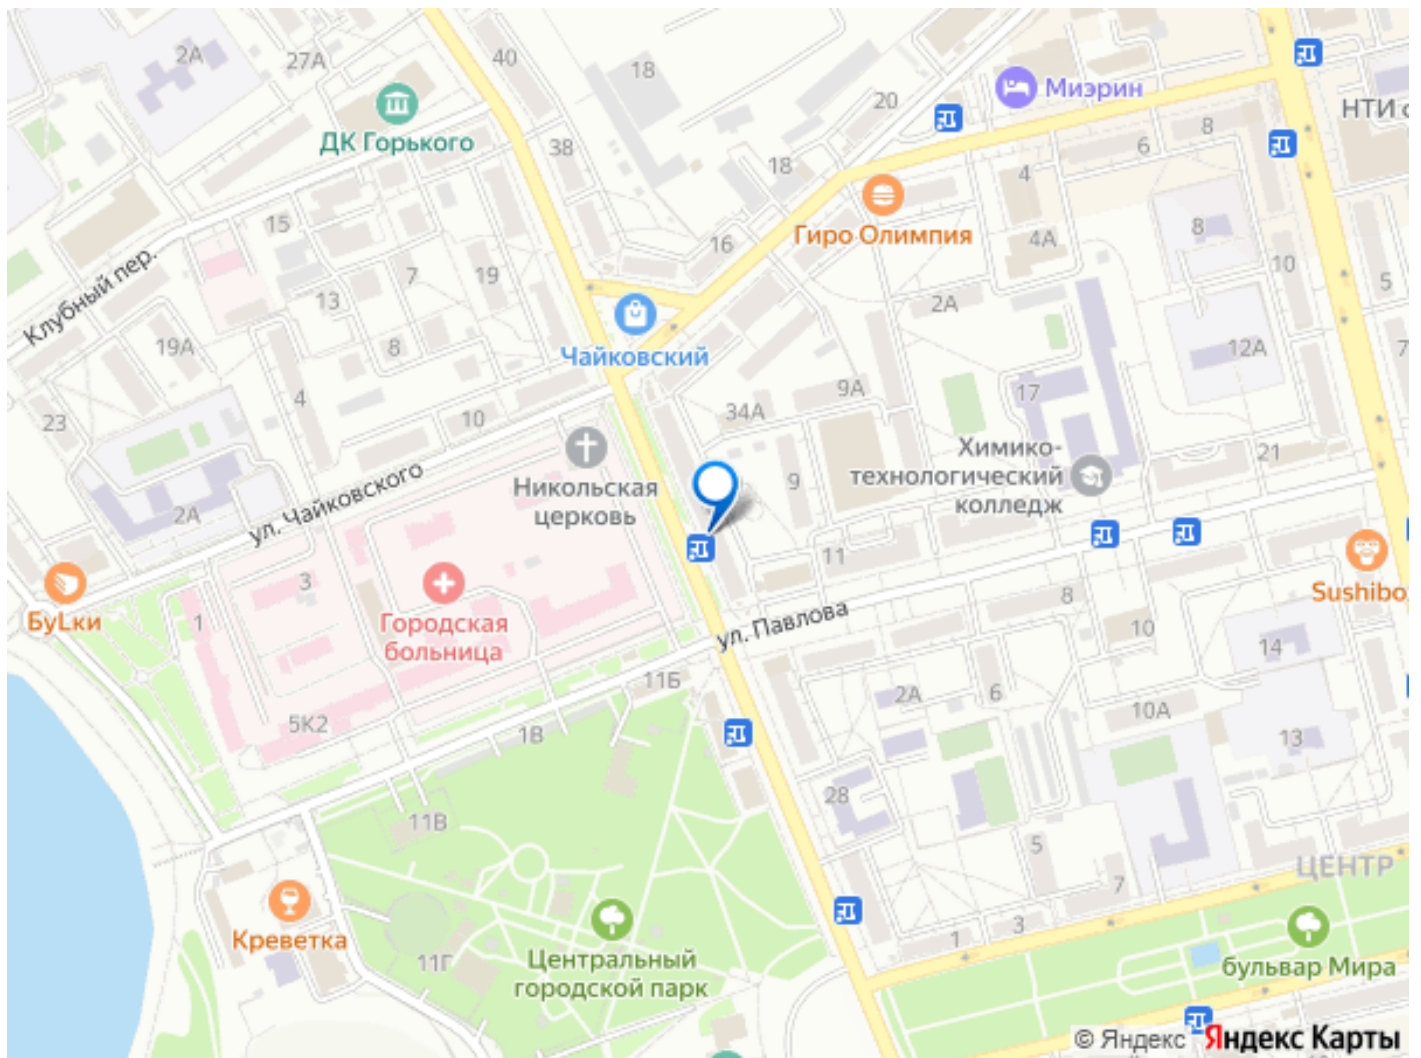 2А
27А
40
18
20
Миэрин
НТИ с
ДК Горького
38
18
4
6
8
15
16
Гиро Олимпия
4А
8
10
5
Клубный пер.
13
7
19
2А
Чайковский
19А
8
12А
7
4
9А
17
23
10
34А
Химико-
технологический
колледж
21
Никольская
церковь
9
2А
ул. Чайковского
11
БуLки
3
1
Городская
больница
ул. Павлова
8
Sushibo
10
14
11Б
2А
6
10А
5К2
1В
13
28
11В
5
ЦЕНТР
7
Креветка
1
3
11Г
Центральный
городской парк
бульвар Мира
© Яндекс Яндекс Карты